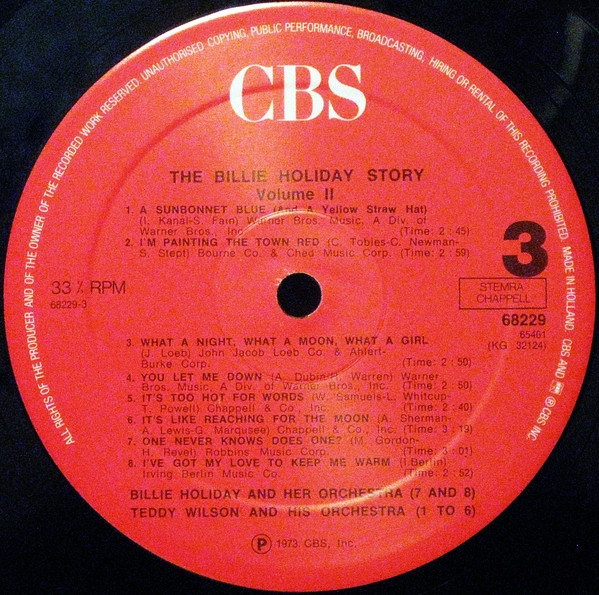 ALL RIGHTS OF THE PRODUCER AND OF THE OWNER OF THE RECORDED WORK RESERVED. UNAUTHORISED COPYING, PUBLIC PERFORMANCE, BROADCASTING, HIRING OR RENTAL OF THIS RECORDING PROHIBITED. MADE IN HOLLAND. CBS AND ® CBS INC.
CBS
THE BILLIE HOLIDAY STORY
Volume II
1 A SUNBONNET BLUE (And A Yellow Straw Hat)
(I. Kahal-S. Fain) Warner Bros. Music. A Div. of
Warner Bros., Inc. (Time: 2:45)
2. I'M PAINTING THE TOWN RED (C. Tobies-C. Newman-
S. Stept) Bourne Co. & Ched Music Corp. (Time: 2:59)
3
STEMRA
CHAPPELL
33 ⅓ RPM
68229-3
68229
65461
(KG 32124)
3. WHAT A NIGHT, WHAT A MOON, WHAT A GIRL
(J. Loeb) John Jacob Loeb Co. & Ahlert-
Burke Corp. (Time: 2:50)
4. YOU LET ME DOWN (A. Dubin-H. Warren) Warner
Bros. Music. A Div. of Warner Bros., Inc. (Time: 2:50)
5. IT'S TOO HOT FOR WORDS (W. Samuels-L. Whitcup-
T. Powell) Chappell & Co., Inc. (Time: 2:40)
6. IT'S LIKE REACHING FOR THE MOON (A. Sherman-
A. Lewis-G. Marqusee) Chappell & Co., Inc. (Time: 3:19)
7. ONE NEVER KNOWS DOES ONE? (M. Gordon-
H. Revel) Robbins Music Corp. (Time: 3:01)
8. I'VE GOT MY LOVE TO KEEP ME WARM (I. Berlin)
Irving Berlin Music Co. (Time: 2:52)
BILLIE HOLIDAY AND HER ORCHESTRA (7 AND 8)
TEDDY WILSON AND HIS ORCHESTRA (1 TO 6)
Ⓟ 1973 CBS, Inc.